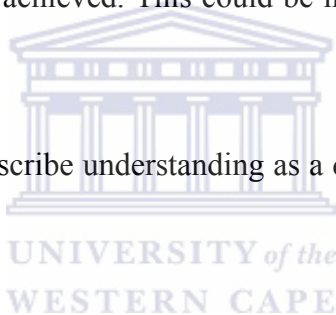 achieved. This could be
scribe understanding as a
UNIVERSITY of the
WESTERN CAPE